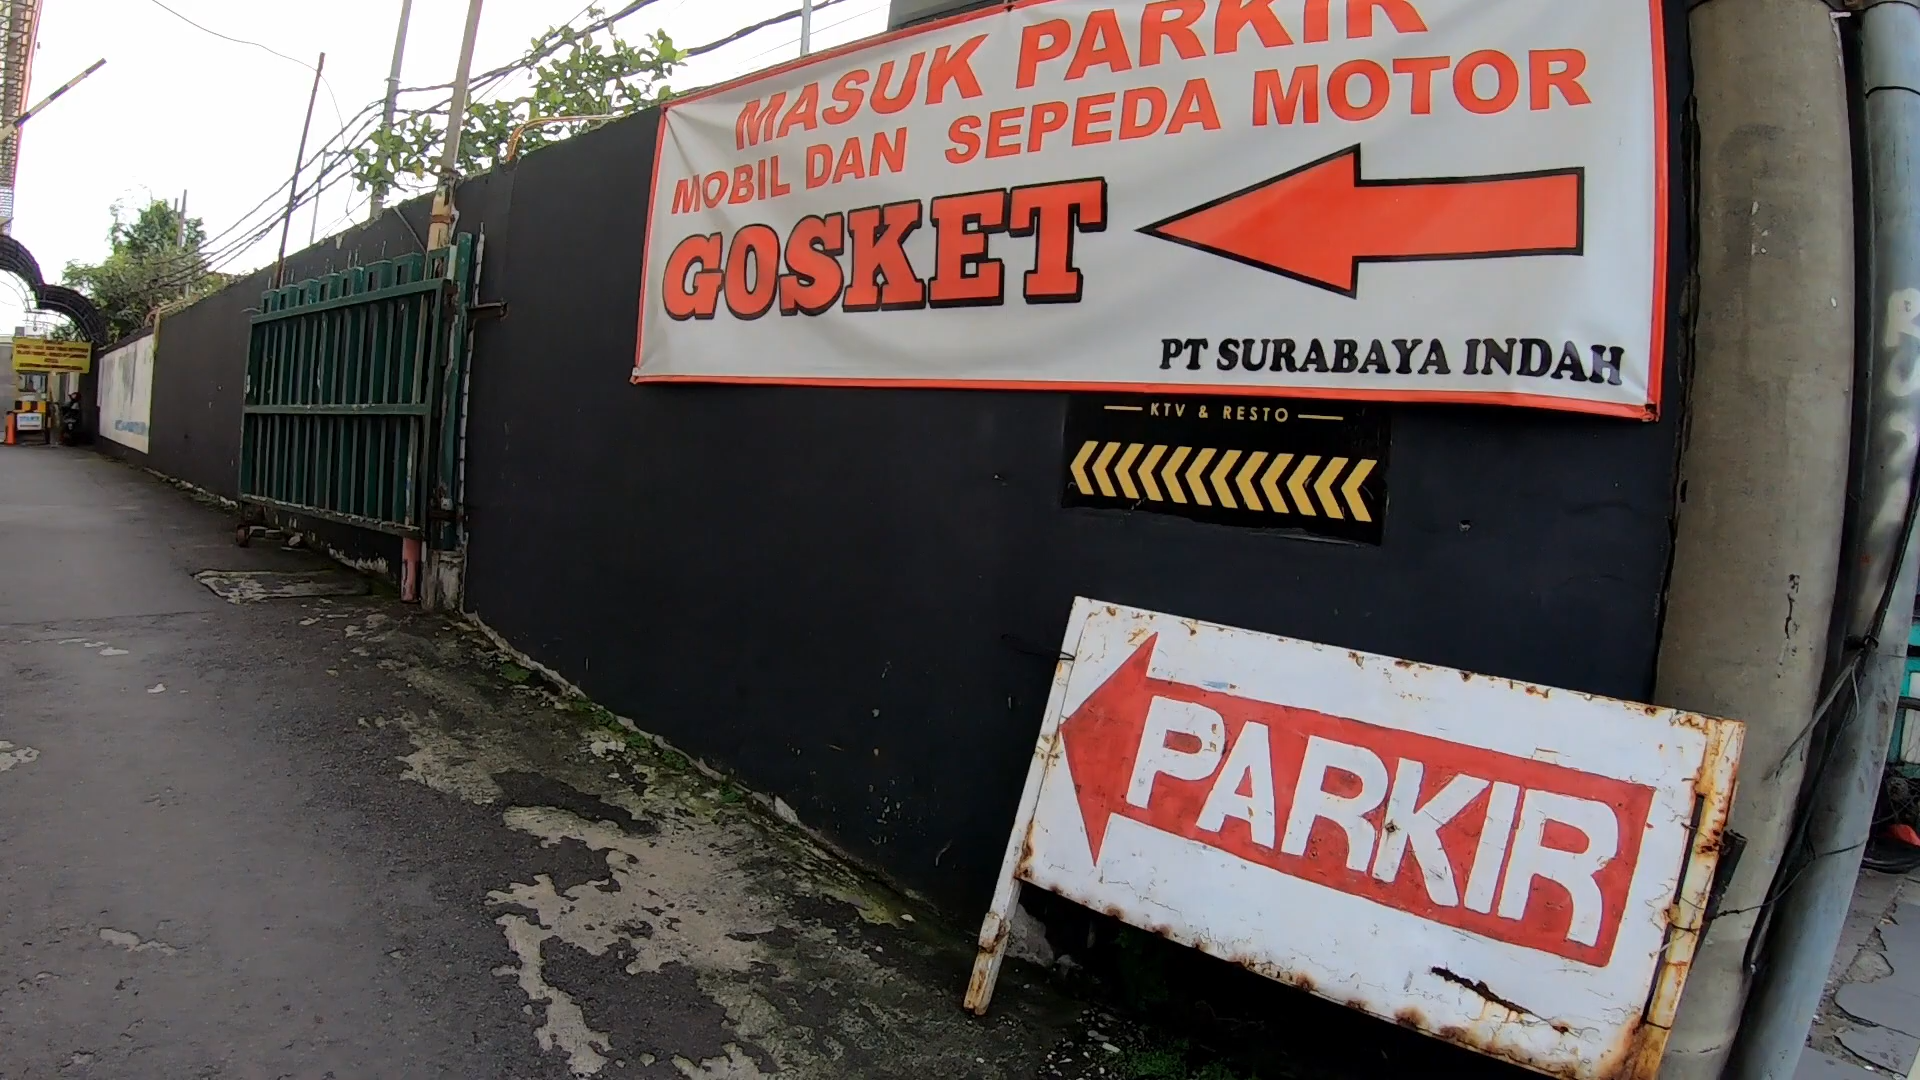 MASUK PARKIR
MOBIL DAN SEPEDA MOTOR
GOSKET
PT SURABAYA INDAH
KTV & RESTO
PARKIR